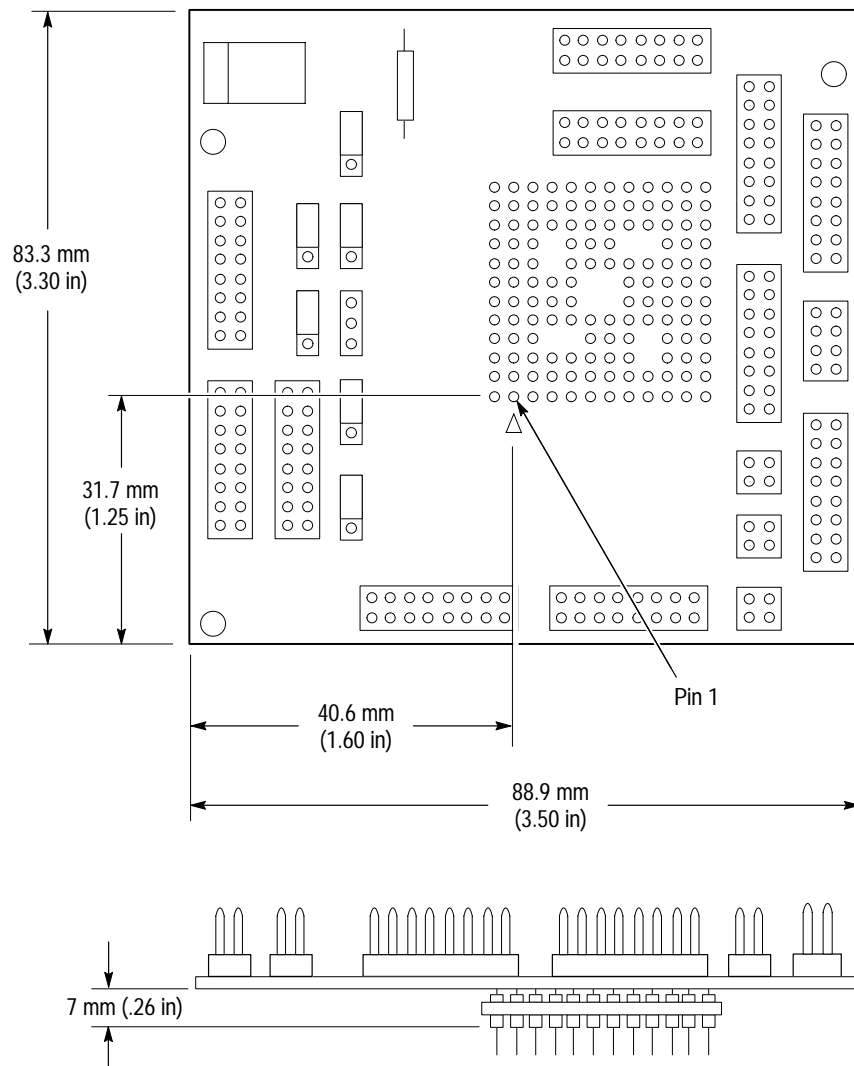 83.3 mm
(3.30 in)
31.7 mm
(1.25 in)
Pin 1
40.6 mm
(1.60 in)
88.9 mm
(3.50 in)
7 mm (.26 in)